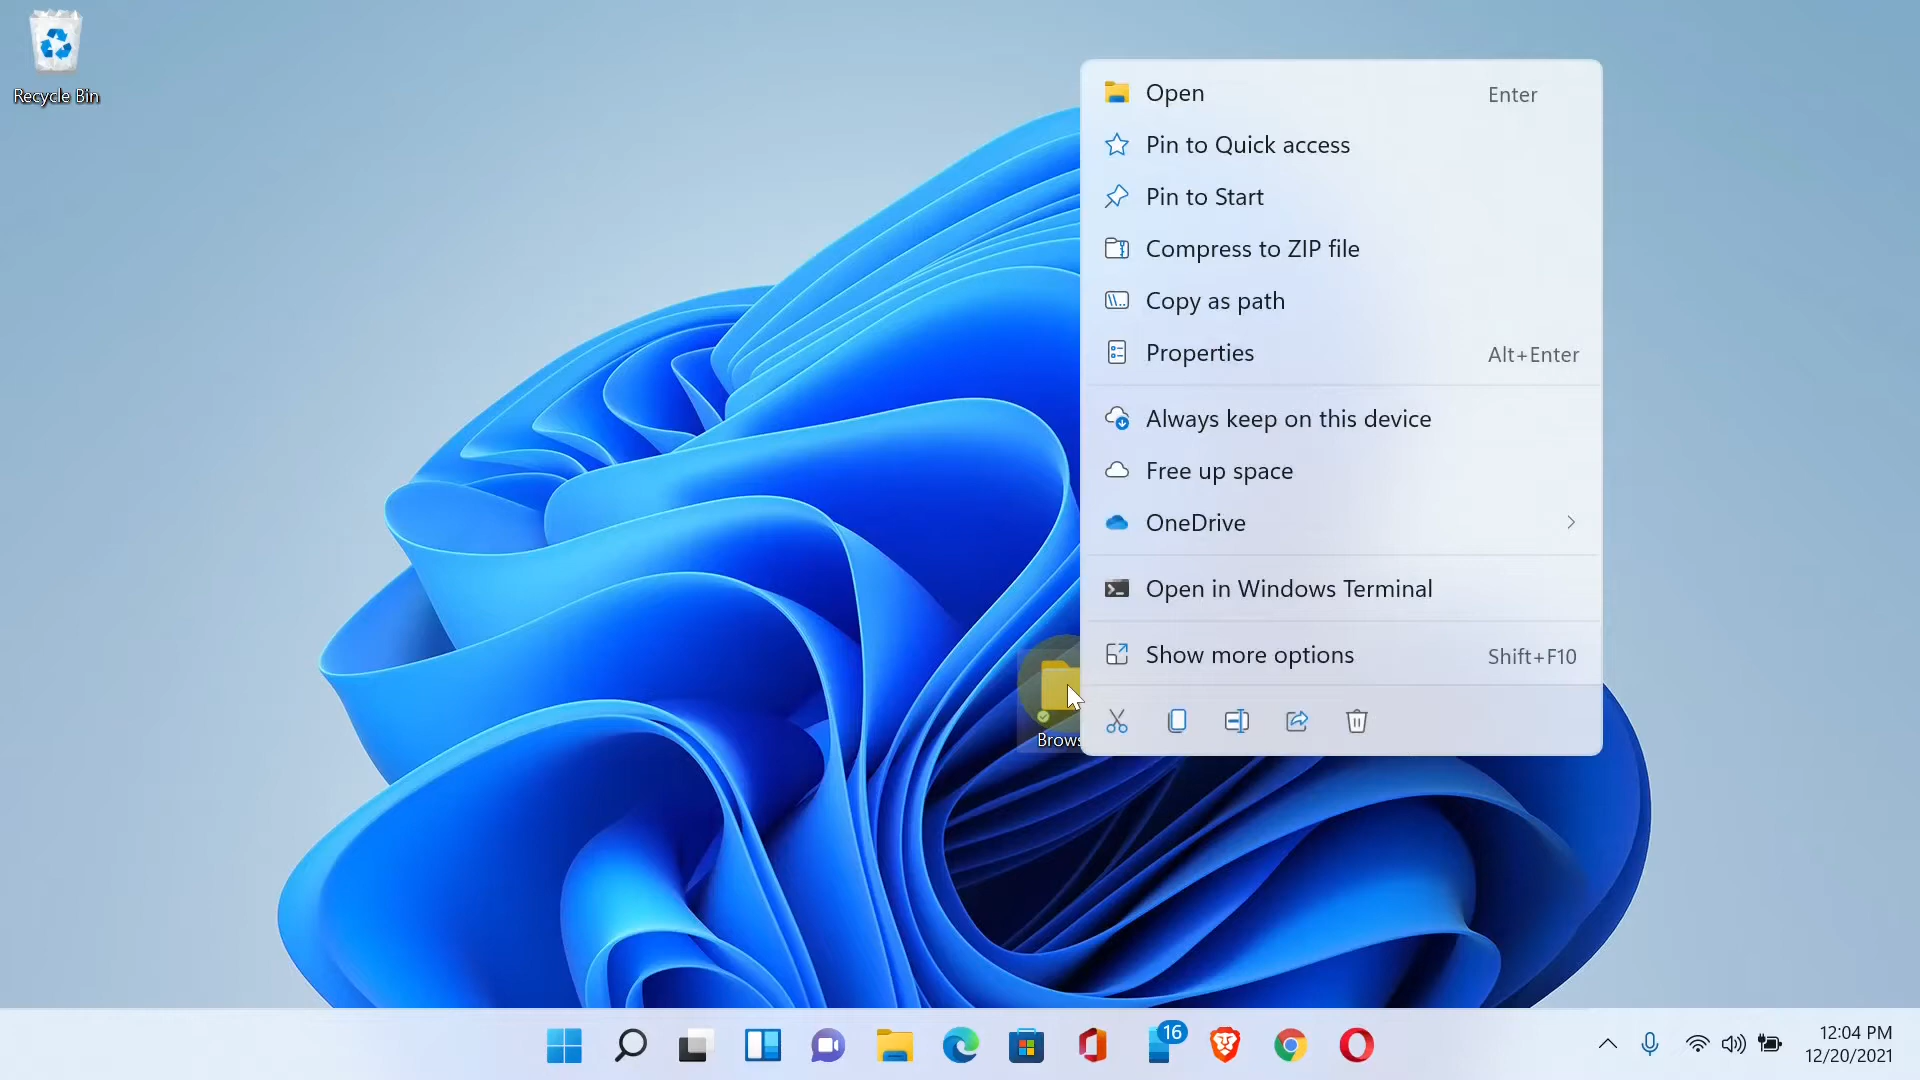 Recycle Bin
Open Enter
Pin to Quick access
Pin to Start
Compress to ZIP file
Copy as path
Properties Alt+Enter
Always keep on this device
Free up space
OneDrive
Open in Windows Terminal
Show more options Shift+F10
Brows
16
12:04 PM
12/20/2021